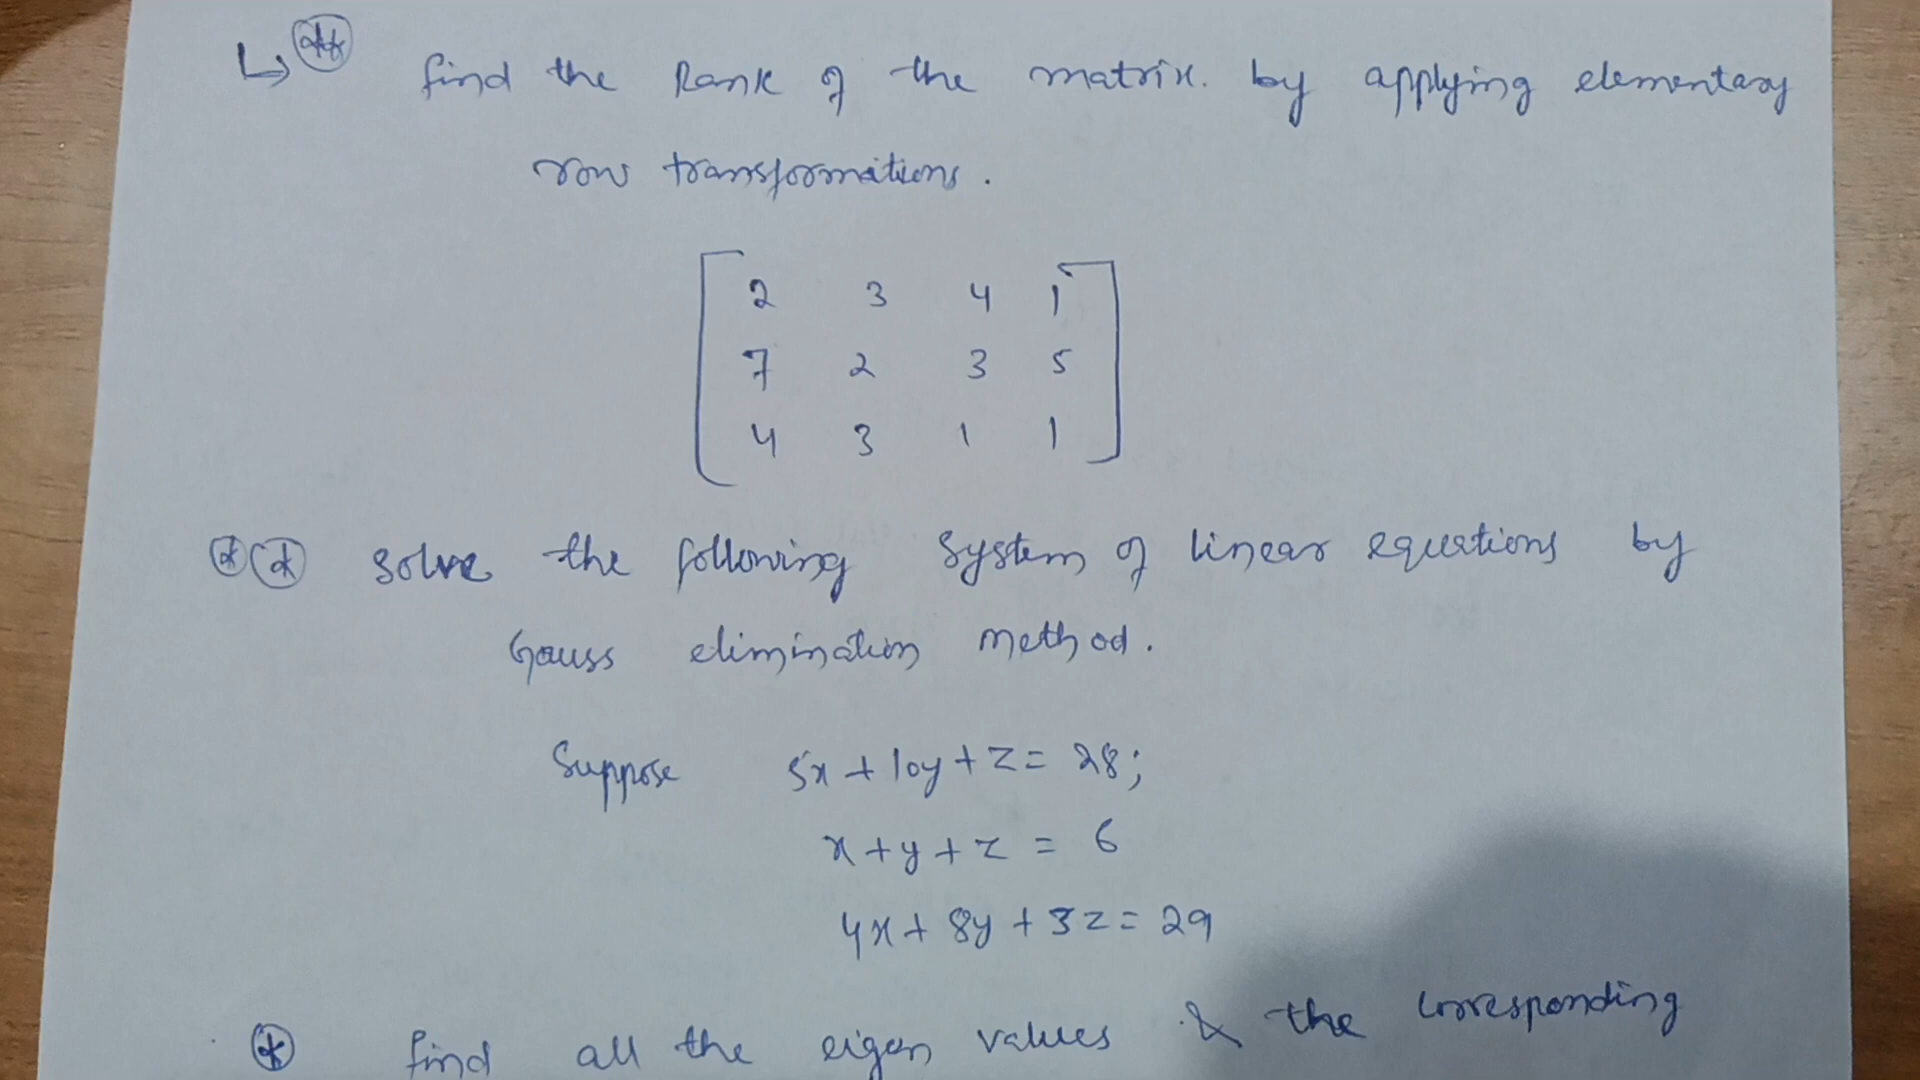 ↳ ** find the Rank of the matrix. by applying elementary
row transformations.
2 3 4 1
7 2 3 5
4 3 1 1
** solve the following system of linear equations by
Gauss elimination method.
Suppose 5x + 10y + z = 28;
x + y + z = 6
4x + 8y + 3z = 29
* find all the eigen values & the corresponding